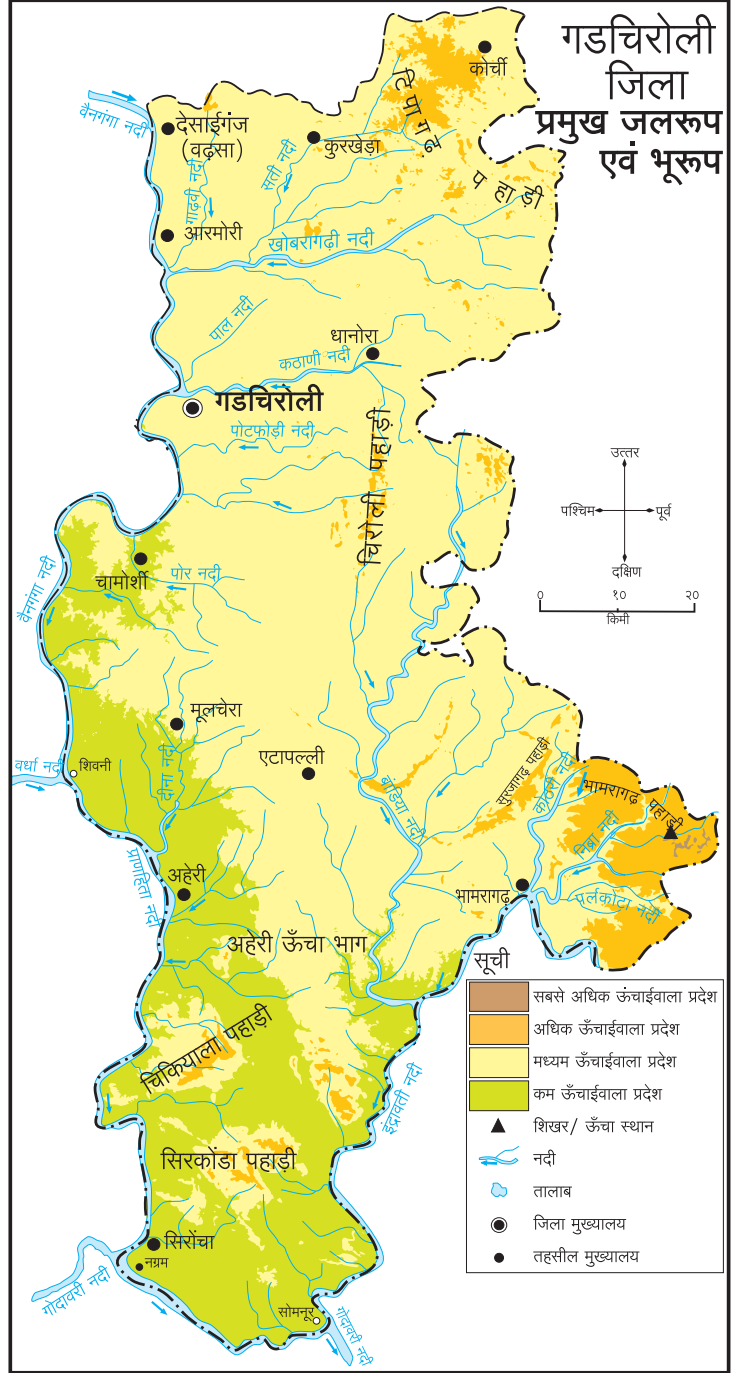 गडचिरोली
जिला
प्रमुख जलरूप
एवं भूरूप
कोर्ची
टिपागढ़
पहाड़ी
वैनगंगा नदी
देसाईगंज
(वढ़सा)
कुरखेड़ा
सती नदी
गाढ़वी नदी
आरमोरी
खोबरागढ़ी नदी
पाल नदी
धानोरा
कठाणी नदी
गडचिरोली
पोटफोड़ी नदी
चिरोली पहाड़ी
उत्तर
पश्चिम
पूर्व
दक्षिण
०
१०
२०
किमी
चामोर्शी
पोर नदी
वैनगंगा नदी
मूलचेरा
एटापल्ली
वर्धा नदी
शिवनी
दीना नदी
बांडिया नदी
सुरजागढ़ पहाड़ी
कोठरी नदी
भामरागढ़ पहाड़ी
निब्रा नदी
प्राणहिता नदी
अहेरी
भामरागढ़
पर्लकोटा नदी
अहेरी ऊँचा भाग
चिकियाला पहाड़ी
इंद्रावती नदी
सिरकोंडा पहाड़ी
सिरोंचा
नग्रम
गोदावरी नदी
सोमनूर
गोदावरी नदी
सूची
सबसे अधिक ऊंचाईवाला प्रदेश
अधिक ऊँचाईवाला प्रदेश
मध्यम ऊँचाईवाला प्रदेश
कम ऊँचाईवाला प्रदेश
शिखर/ ऊँचा स्थान
नदी
तालाब
जिला मुख्यालय
तहसील मुख्यालय